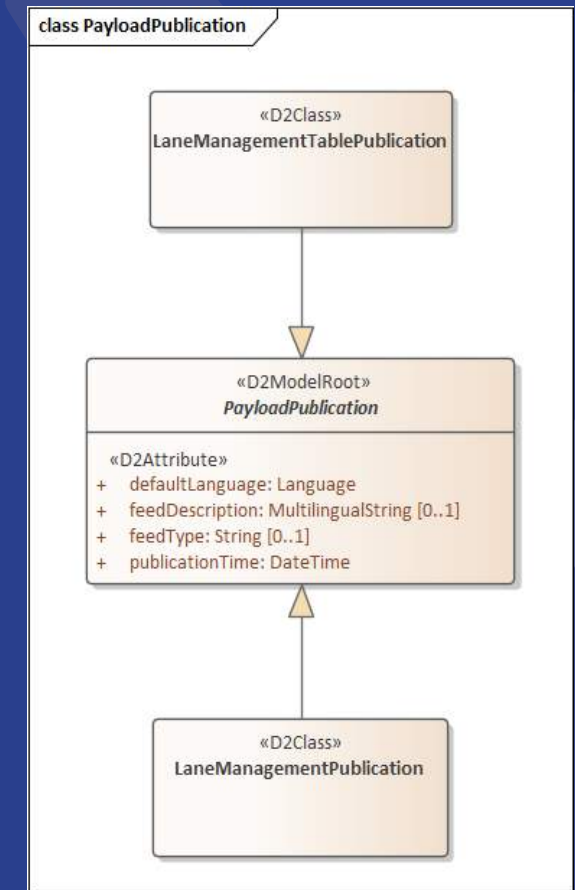 class PayloadPublication
«D2Class»
LaneManagementTablePublication
«D2ModelRoot»
PayloadPublication
«D2Attribute»
+ defaultLanguage: Language
+ feedDescription: MultilingualString [0..1]
+ feedType: String [0..1]
+ publicationTime: DateTime
«D2Class»
LaneManagementPublication